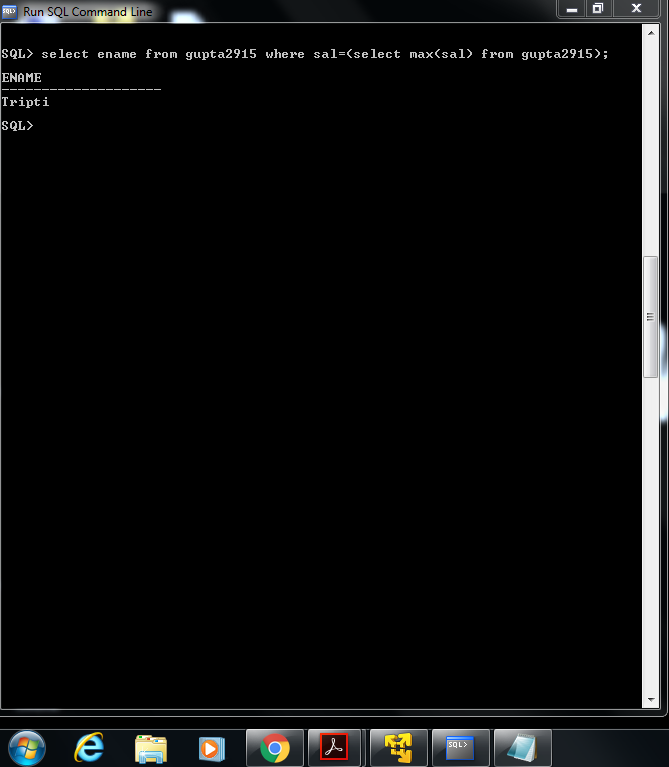 Run SQL Command Line
SQL> select ename from gupta2915 where sal=(select max(sal) from gupta2915);
ENAME
--------------------
Tripti
SQL>
SQL>